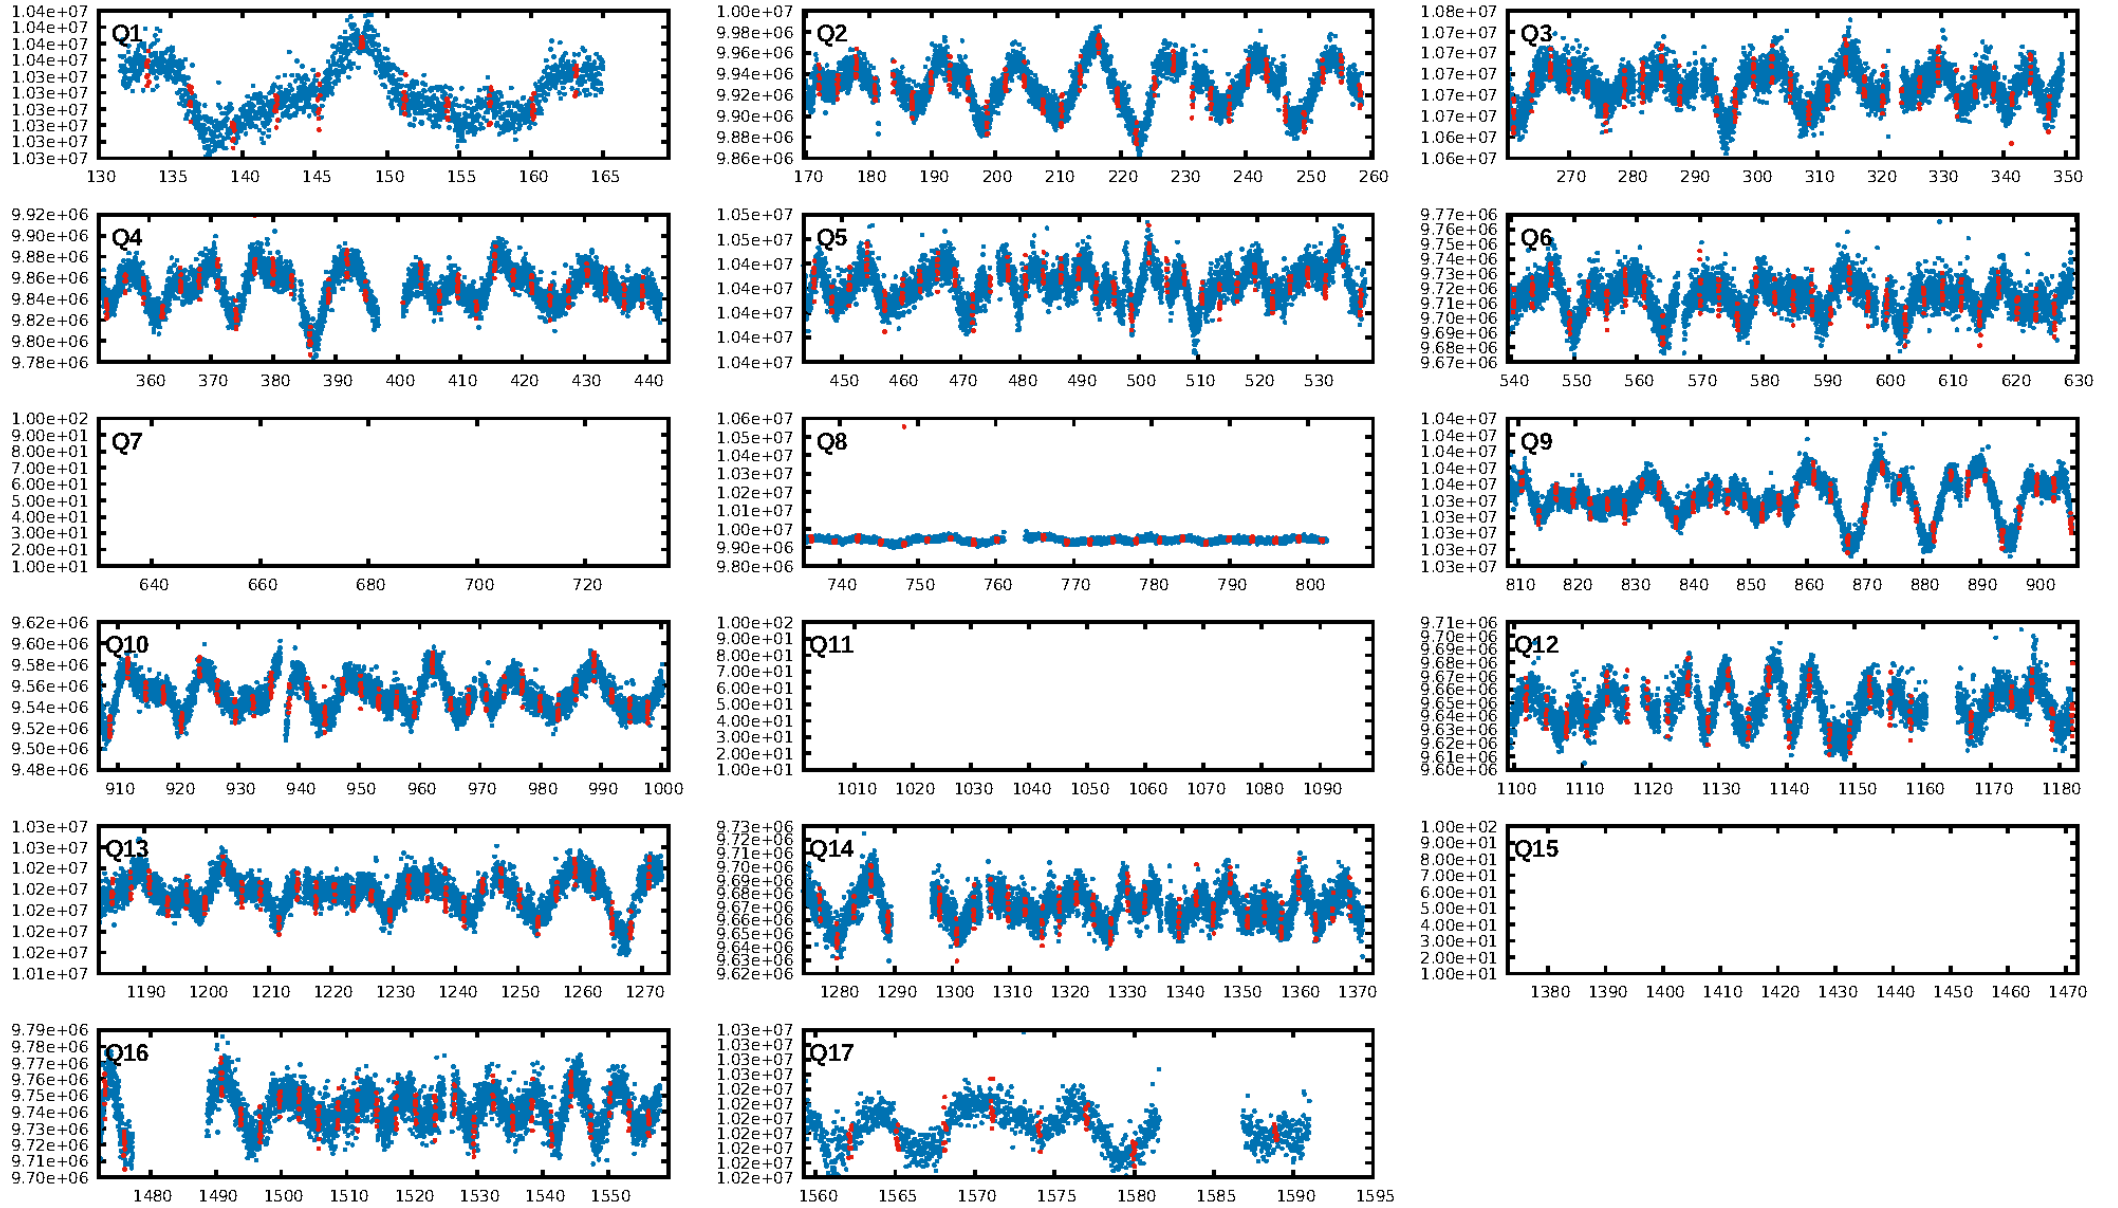 1.04e+07
1.04e+07
1.04e+07
1.04e+07
1.03e+07
1.03e+07
1.03e+07
1.03e+07
1.03e+07
1.03e+07
Q1
130 135 140 145 150 155 160 165
1.00e+07
9.98e+06
9.96e+06
9.94e+06
9.92e+06
9.90e+06
9.88e+06
9.86e+06
Q2
170 180 190 200 210 220 230 240 250 260
1.08e+07
1.07e+07
1.07e+07
1.07e+07
1.07e+07
1.07e+07
1.06e+07
1.06e+07
Q3
270 280 290 300 310 320 330 340 350
9.92e+06
9.90e+06
9.88e+06
9.86e+06
9.84e+06
9.82e+06
9.80e+06
9.78e+06
Q4
360 370 380 390 400 410 420 430 440
1.05e+07
1.05e+07
1.04e+07
1.04e+07
1.04e+07
1.04e+07
1.04e+07
Q5
450 460 470 480 490 500 510 520 530
9.77e+06
9.75e+06
9.74e+06
9.73e+06
9.72e+06
9.71e+06
9.70e+06
9.69e+06
9.68e+06
9.67e+06
Q6
540 550 560 570 580 590 600 610 620 630
1.00e+02
9.00e+01
8.00e+01
7.00e+01
6.00e+01
5.00e+01
4.00e+01
3.00e+01
2.00e+01
1.00e+01
Q7
640 660 680 700 720
1.06e+07
1.05e+07
1.04e+07
1.03e+07
1.02e+07
1.01e+07
1.00e+07
9.90e+06
9.80e+06
Q8
740 750 760 770 780 790 800
1.04e+07
1.04e+07
1.04e+07
1.04e+07
1.03e+07
1.03e+07
1.03e+07
1.03e+07
1.03e+07
Q9
810 820 830 840 850 860 870 880 890 900
9.62e+06
9.60e+06
9.58e+06
9.56e+06
9.54e+06
9.52e+06
9.50e+06
9.48e+06
Q10
910 920 930 940 950 960 970 980 990 1000
1.00e+02
9.00e+01
8.00e+01
7.00e+01
6.00e+01
5.00e+01
4.00e+01
3.00e+01
2.00e+01
1.00e+01
Q11
1010 1020 1030 1040 1050 1060 1070 1080 1090
9.71e+06
9.70e+06
9.69e+06
9.68e+06
9.67e+06
9.66e+06
9.65e+06
9.64e+06
9.63e+06
9.62e+06
9.61e+06
9.60e+06
Q12
1100 1110 1120 1130 1140 1150 1160 1170 1180
1.03e+07
1.03e+07
1.02e+07
1.02e+07
1.02e+07
1.02e+07
1.02e+07
1.01e+07
Q13
1190 1200 1210 1220 1230 1240 1250 1260 1270
9.73e+06
9.72e+06
9.71e+06
9.70e+06
9.69e+06
9.68e+06
9.67e+06
9.66e+06
9.65e+06
9.64e+06
9.63e+06
9.62e+06
Q14
1280 1290 1300 1310 1320 1330 1340 1350 1360 1370
1.00e+02
9.00e+01
8.00e+01
7.00e+01
6.00e+01
5.00e+01
4.00e+01
3.00e+01
2.00e+01
1.00e+01
Q15
1380 1390 1400 1410 1420 1430 1440 1450 1460 1470
9.79e+06
9.78e+06
9.77e+06
9.76e+06
9.75e+06
9.74e+06
9.73e+06
9.72e+06
9.71e+06
9.70e+06
Q16
1480 1490 1500 1510 1520 1530 1540 1550
1.03e+07
1.03e+07
1.03e+07
1.02e+07
1.02e+07
1.02e+07
1.02e+07
1.02e+07
1.02e+07
1.02e+07
1.02e+07
Q17
1560 1565 1570 1575 1580 1585 1590 1595